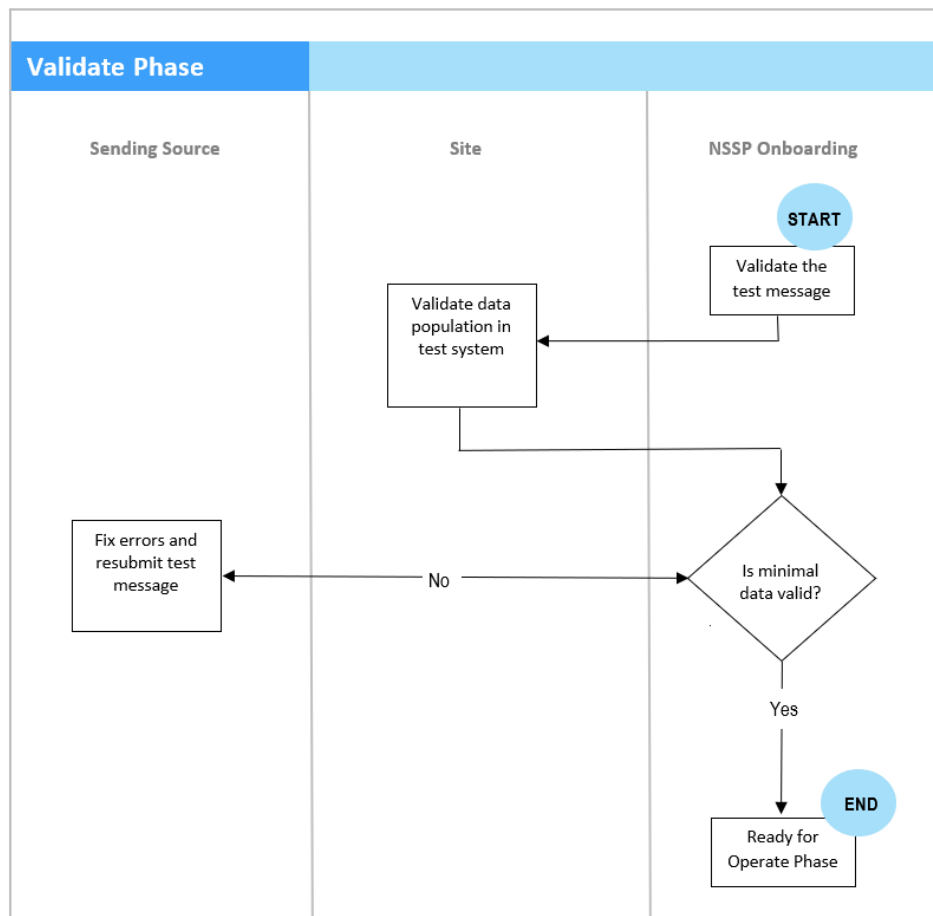 Validate Phase
Sending Source
Site
NSSP Onboarding
START
Validate the
test message
Validate data
population in
test system
Fix errors and
resubmit test
message
No
Is minimal
data valid?
Yes
END
Ready for
Operate Phase